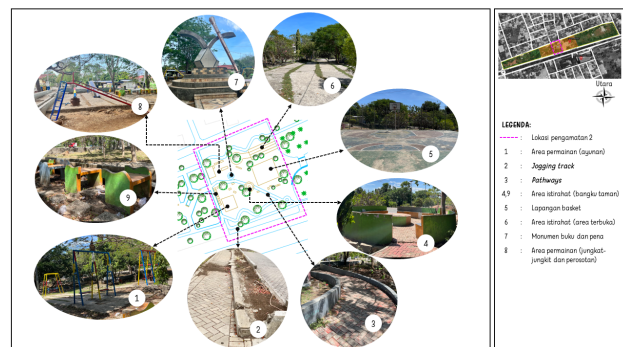 7
6
8
5
9
4
1
2
3
Utara
LEGENDA:
------ : Lokasi pengamatan 2
1 : Area permainan (ayunan)
2 : Jogging track
3 : Pathways
4,9 : Area istirahat (bangku taman)
5 : Lapangan basket
6 : Area istirahat (area terbuka)
7 : Monumen buku dan pena
8 : Area permainan (jungkat-
jungkit dan perosotan)